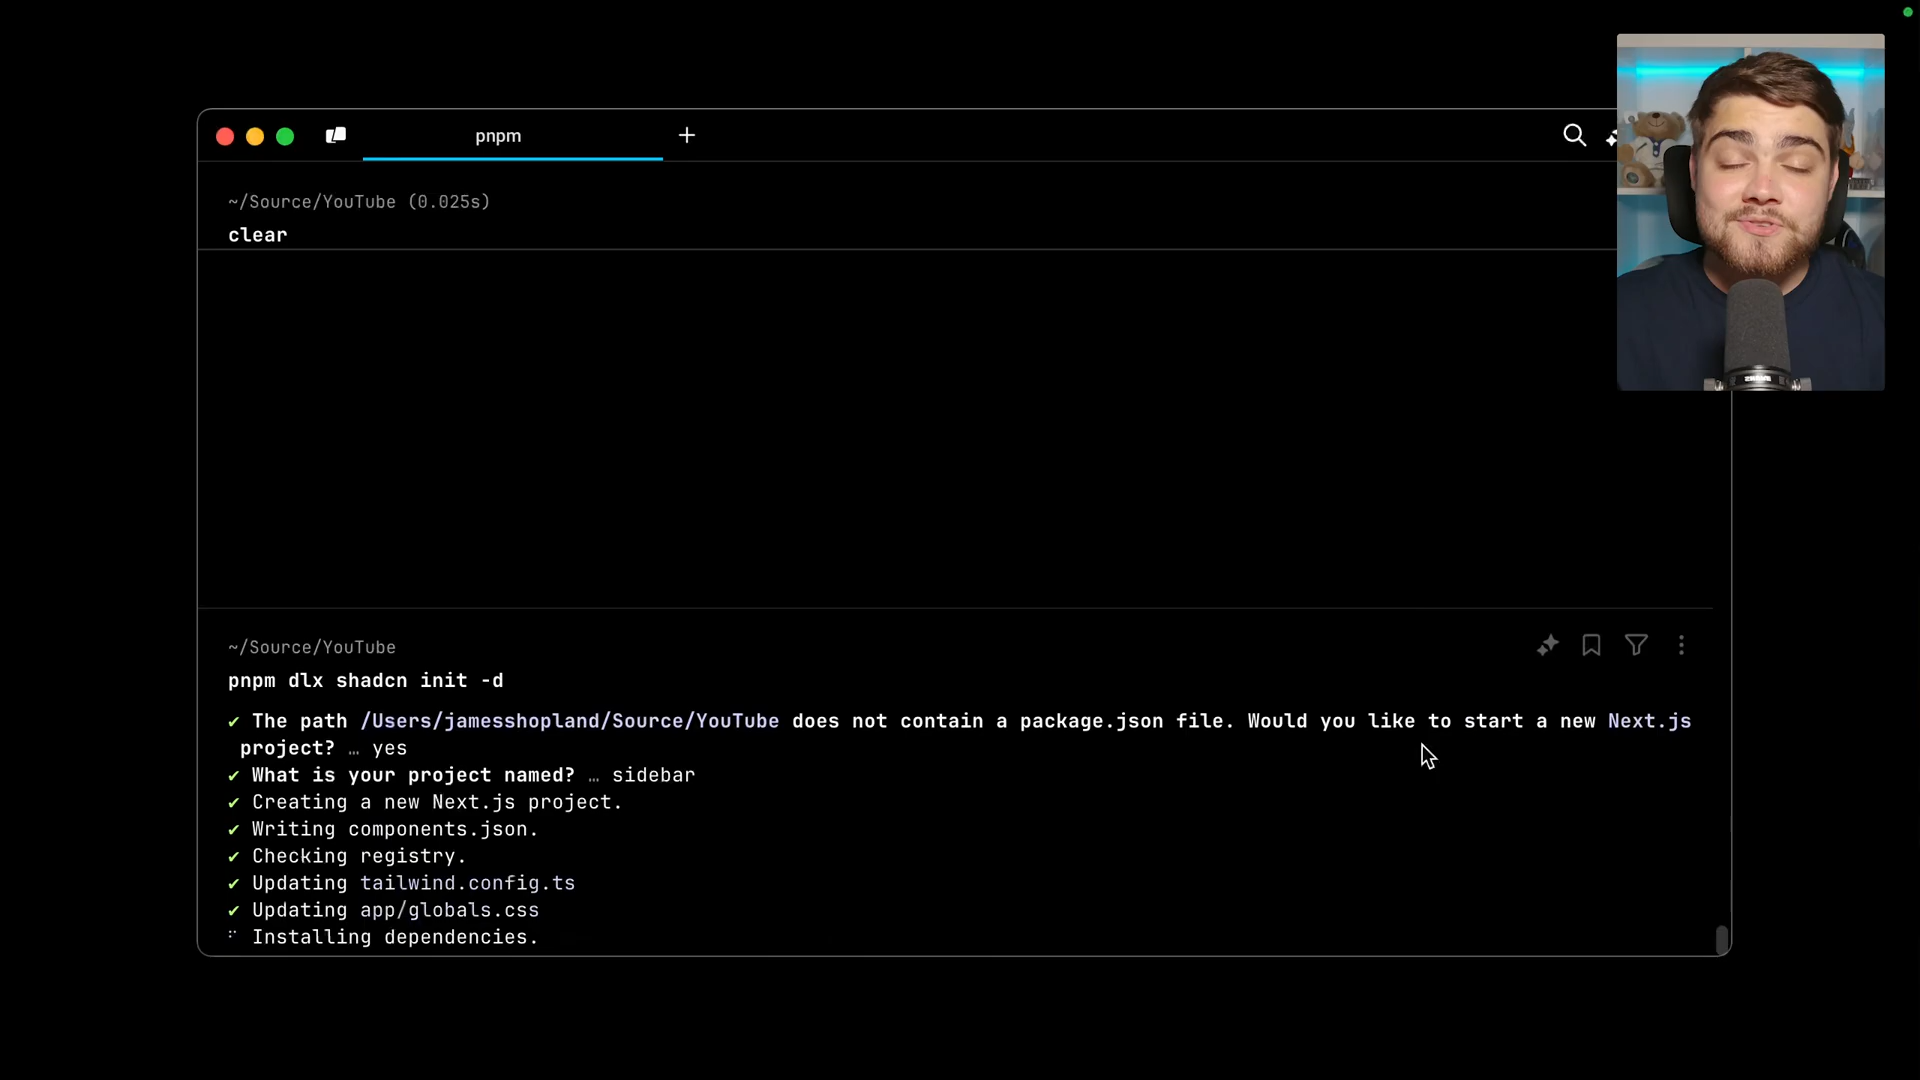 pnpm
~/Source/YouTube (0.025s)
clear
~/Source/YouTube
pnpm dlx shadcn init -d
✔ The path /Users/jamesshopland/Source/YouTube does not contain a package.json file. Would you like to start a new Next.js
project? … yes
✔ What is your project named? … sidebar
✔ Creating a new Next.js project.
✔ Writing components.json.
✔ Checking registry.
✔ Updating tailwind.config.ts
✔ Updating app/globals.css
Installing dependencies.